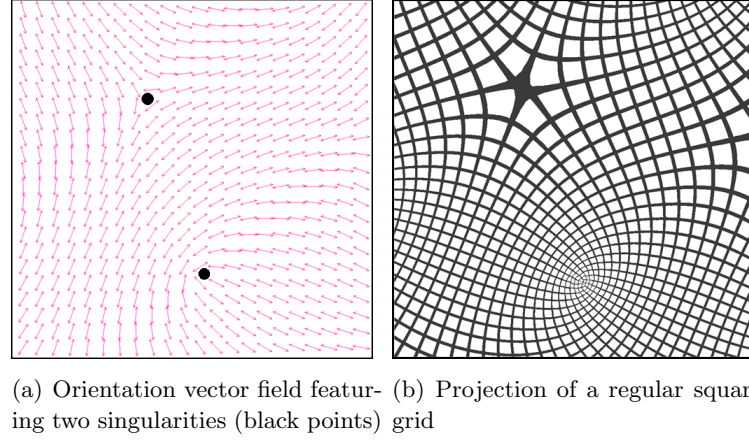 (a) Orientation vector field featur-
ing two singularities (black points)
(b) Projection of a regular squar
grid